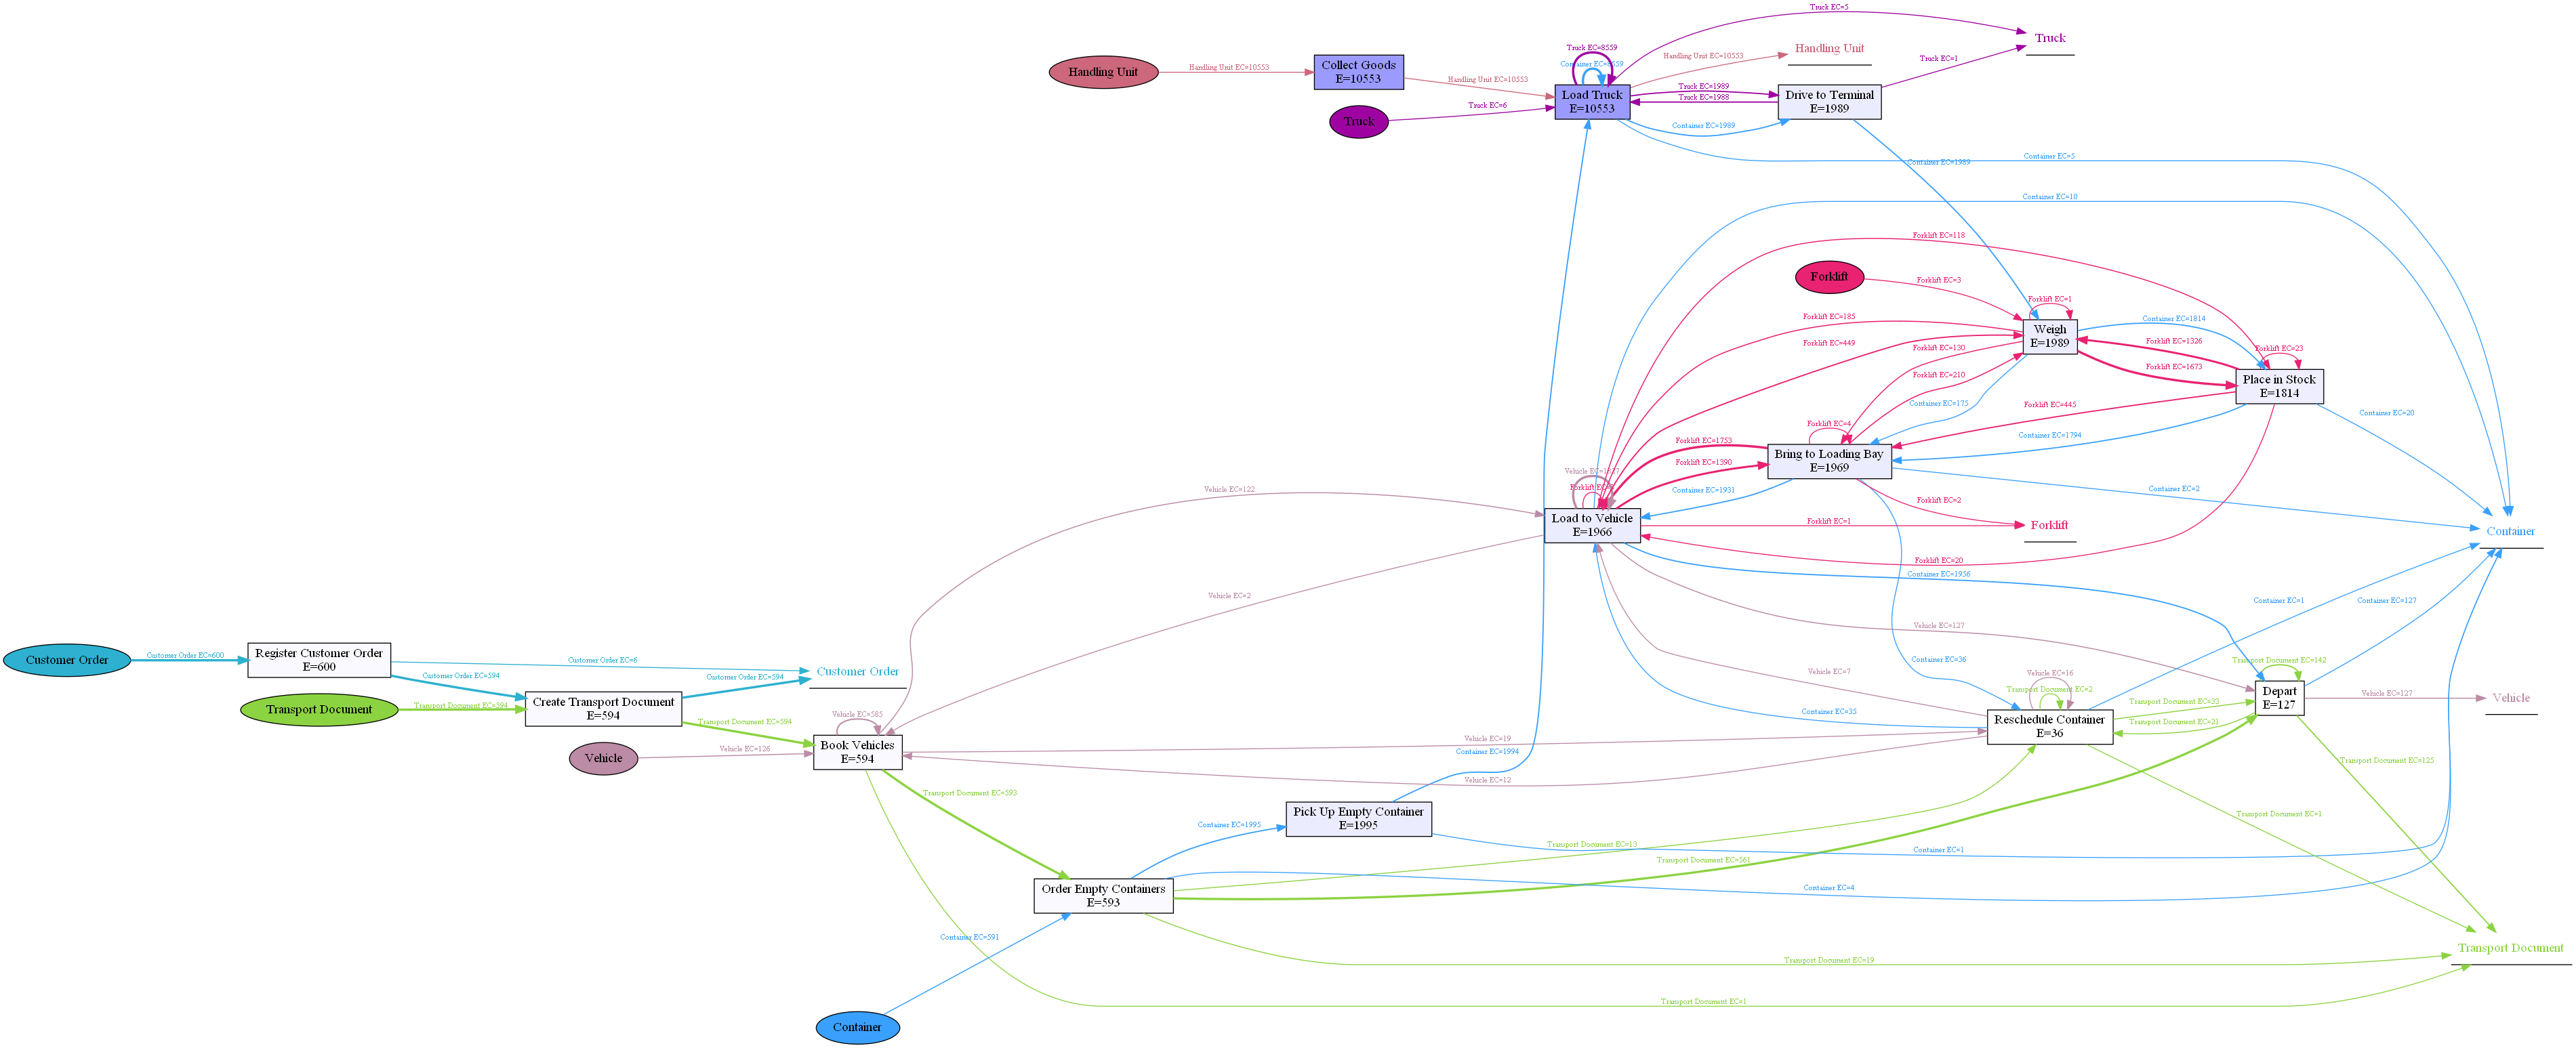 Truck EC=5
Truck
Handling Unit
Truck EC=8559
Handling Unit EC=10553
Truck EC=1
Collect Goods
E=10553
Handling Unit
Handling Unit EC=10553
Handling Unit EC=10553
Load Truck
E=10553
Truck EC=1989
Truck EC=1988
Drive to Terminal
E=1989
Truck EC=6
Truck
Container EC=1989
Container EC=5
Container EC=1989
Container EC=10
Forklift EC=118
Forklift
Forklift EC=3
Forklift EC=1
Forklift EC=185
Weigh
E=1989
Container EC=1814
Forklift EC=449
Forklift EC=130
Forklift EC=1326
Forklift EC=23
Forklift EC=1673
Forklift EC=210
Place in Stock
E=1814
Container EC=175
Forklift EC=445
Container EC=20
Forklift EC=4
Container EC=1794
Forklift EC=1753
Bring to Loading Bay
E=1969
Forklift EC=1390
Vehicle EC=122
Container EC=1931
Container EC=2
Forklift EC=2
Load to Vehicle
E=1966
Forklift EC=1
Forklift
Container
Forklift EC=20
Container EC=1956
Vehicle EC=2
Container EC=1
Container EC=127
Vehicle EC=127
Customer Order
Customer Order EC=600
Register Customer Order
E=600
Customer Order EC=6
Customer Order
Customer Order EC=594
Customer Order EC=594
Container EC=36
Vehicle EC=7
Vehicle EC=16
Transport Document EC=2
Transport Document EC=142
Transport Document
Transport Document EC=594
Create Transport Document
E=594
Transport Document EC=594
Vehicle EC=585
Container EC=35
Reschedule Container
E=36
Transport Document EC=33
Transport Document EC=21
Depart
E=127
Vehicle EC=127
Vehicle
Vehicle
Vehicle EC=126
Book Vehicles
E=594
Vehicle EC=19
Vehicle EC=12
Container EC=1994
Transport Document EC=125
Transport Document EC=593
Pick Up Empty Container
E=1995
Container EC=1995
Transport Document EC=1
Transport Document EC=13
Container EC=1
Transport Document EC=561
Order Empty Containers
E=593
Container EC=4
Container EC=591
Transport Document
Transport Document EC=19
Transport Document EC=1
Container